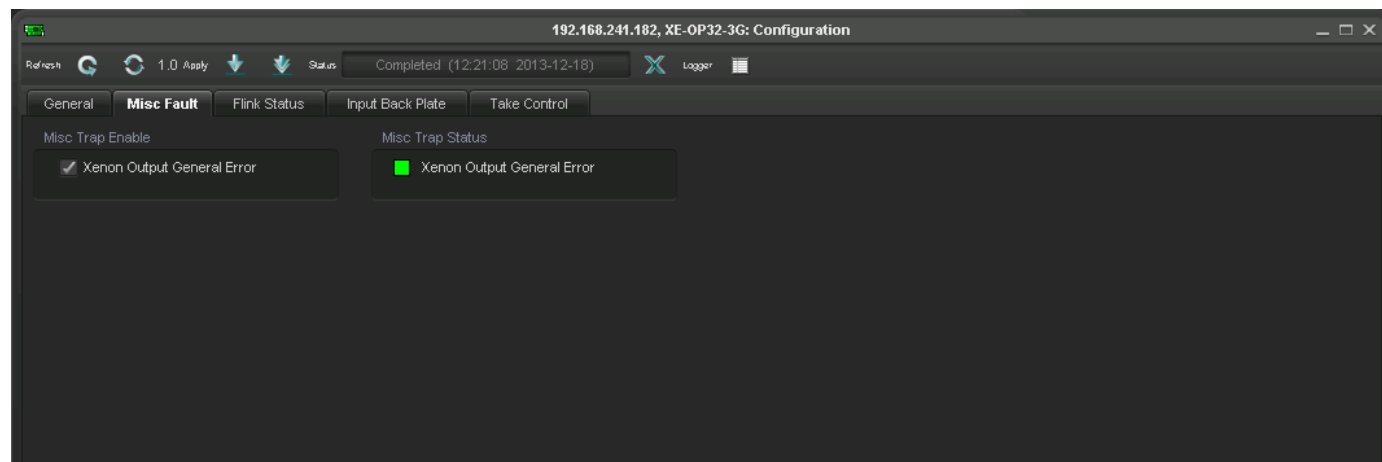 192.168.241.182, XE-OP32-3G: Configuration
Refresh 1.0 Apply Status Completed (12:21:08 2013-12-18) Logger
General Misc Fault Flink Status Input Back Plate Take Control
Misc Trap Enable Misc Trap Status
Xenon Output General Error Xenon Output General Error